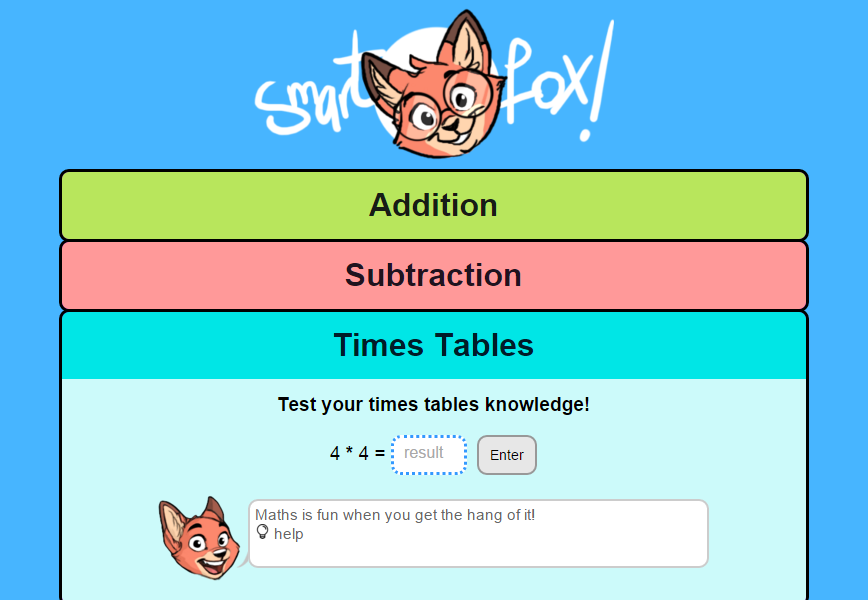 smart fox!
Addition
Subtraction
Times Tables
Test your times tables knowledge!
4 * 4 = result Enter
Maths is fun when you get the hang of it!
help